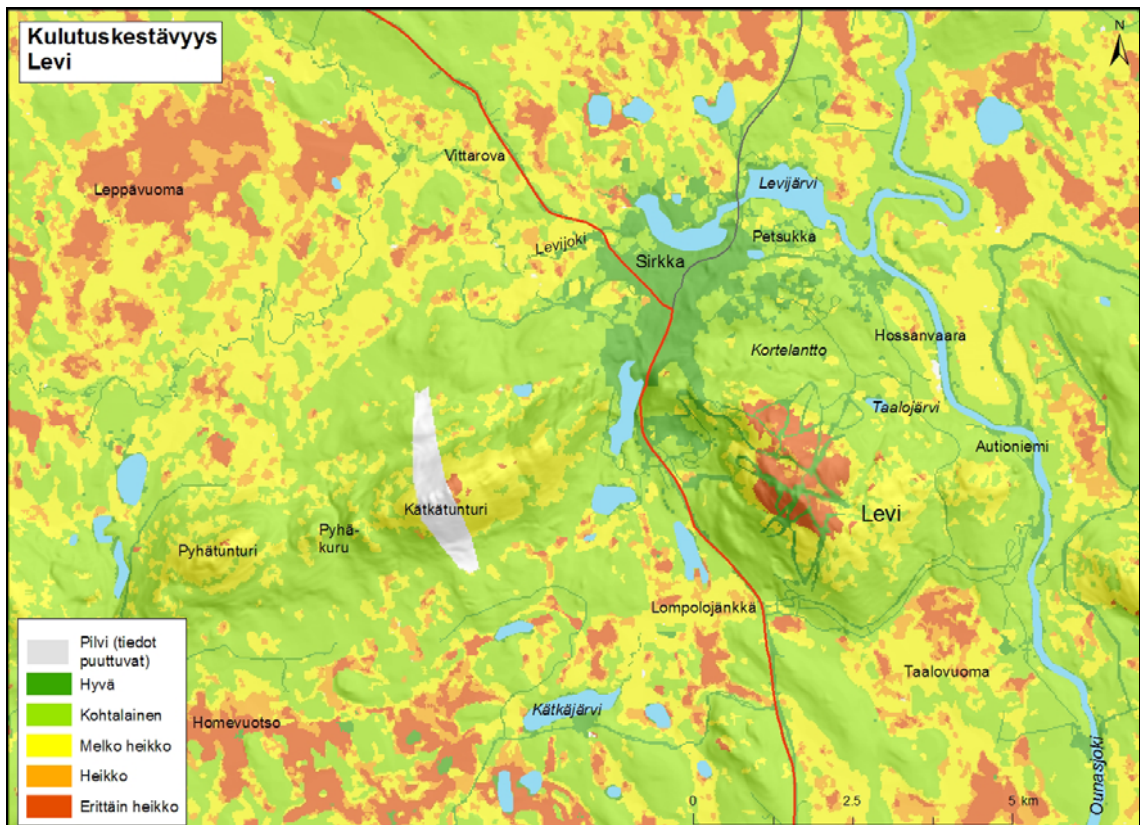 Kulutuskestävyys
Levi
N
Vittarova
Leppävuoma
Levijärvi
Levijoki
Petsukka
Sirkka
Hossanvaara
Kortelantto
Taalojärvi
Autioniemi
Kätkätunturi
Levi
Pyhä-
kuru
Pyhätunturi
Lompolojänkkä
Taalovuoma
Kätkäjärvi
Homevuotso
Ounasjoki
Pilvi (tiedot
puuttuvat)
Hyvä
Kohtalainen
Melko heikko
Heikko
Erittäin heikko
0 2.5 5 km